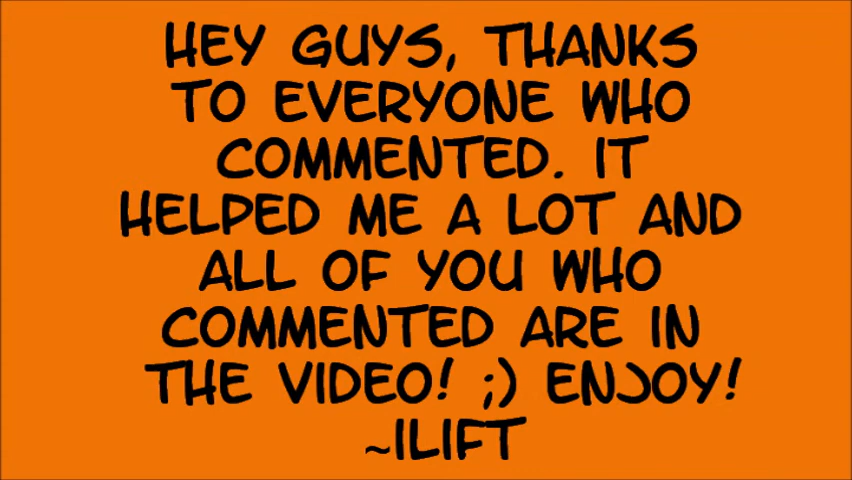 HEY GUYS, THANKS
TO EVERYONE WHO
COMMENTED. IT
HELPED ME A LOT AND
ALL OF YOU WHO
COMMENTED ARE IN
THE VIDEO! ;) ENJOY!
~ILIFT